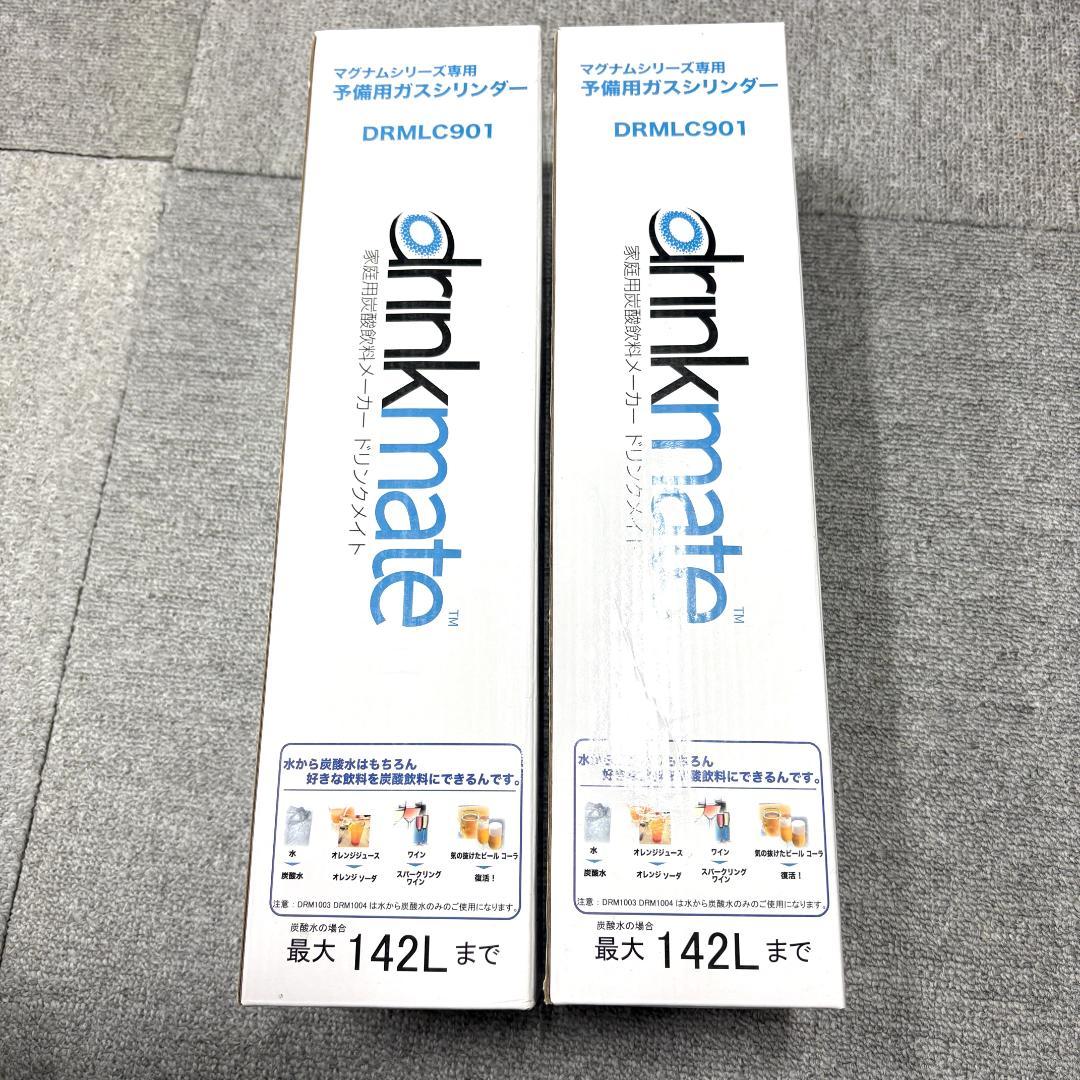 マグナムシリーズ専用
予備用ガスシリンダー
DRMLC901
drinkmate™
家庭用炭酸飲料メーカー ドリンクメイト
水から炭酸水はもちろん
好きな飲料を炭酸飲料にできるんです。
水 オレンジジュース ワイン 気の抜けたビール コーラ
炭酸水 オレンジ ソーダ スパークリング 復活！
ワイン
注意：DRM1003 DRM1004 は水から炭酸水のみのご使用になります。
炭酸水の場合
最大 142L まで
マグナムシリーズ専用
予備用ガスシリンダー
DRMLC901
drinkmate™
家庭用炭酸飲料メーカー ドリンクメイト
水から もちろん
好き 炭酸飲料にできるんです。
水 オレンジジュース ワイン 気の抜けたビール コーラ
炭酸水 オレンジ ソーダ スパークリング 復活！
ワイン
注意：DRM1003 DRM1004 は水から炭酸水のみのご使用になります。
炭酸水の場合
最大 142L まで